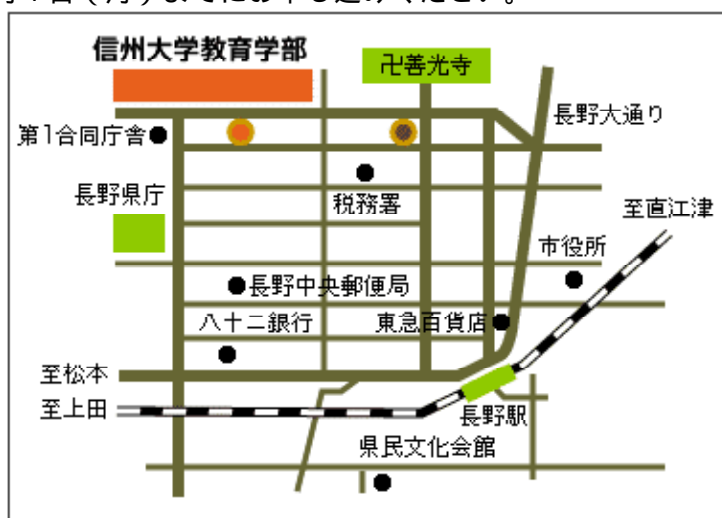 までにお申し込みください。
信州大学教育学部
卍善光寺
長野大通り
第1合同庁舎
長野県庁
税務署
至直江津
市役所
長野中央郵便局
八十二銀行
東急百貨店
至松本
至上田
長野駅
県民文化会館